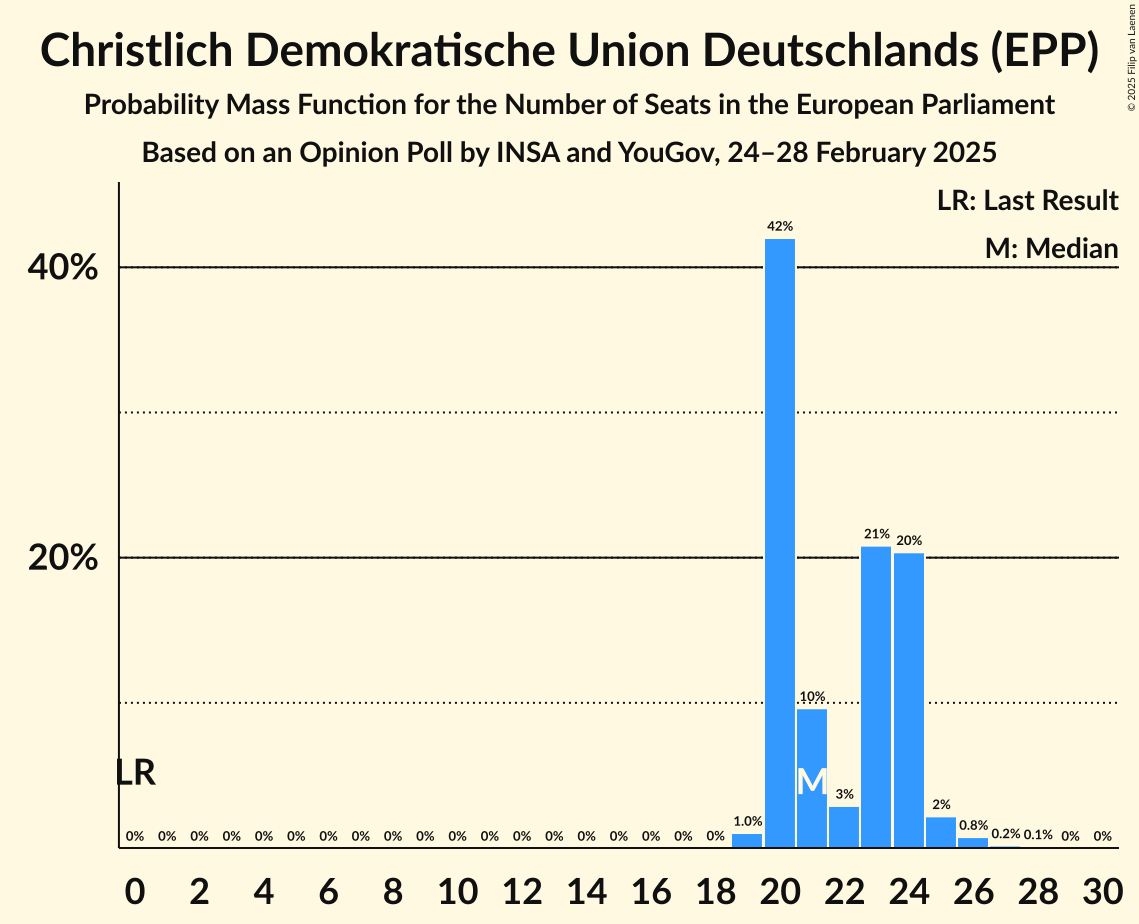 Christlich Demokratische Union Deutschlands (EPP)
Probability Mass Function for the Number of Seats in the European Parliament
Based on an Opinion Poll by INSA and YouGov, 24–28 February 2025
© 2025 Filip van Laenen
LR: Last Result
M: Median
40%
20%
42%
21%
20%
10%
LR
M
3%
2%
1.0%
0.8%
0.2%
0.1%
0% 0% 0% 0% 0% 0% 0% 0% 0% 0% 0% 0% 0% 0% 0% 0% 0% 0% 0% 0% 0%
0 2 4 6 8 10 12 14 16 18 20 22 24 26 28 30